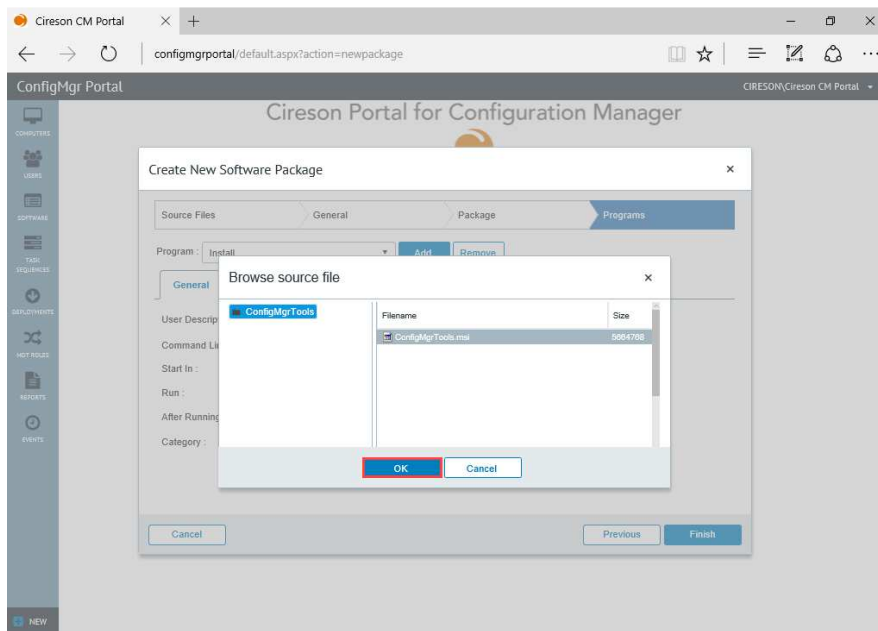 Cireson CM Portal
configmgrportal/default.aspx?action=newpackage
ConfigMgr Portal
CIRESON\Cireson CM Portal
Cireson Portal for Configuration Manager
COMPUTERS
USERS
SOFTWARE
TASK
SEQUENCES
DEPLOYMENTS
HOT ROLES
REPORTS
EVENTS
NEW
Create New Software Package
Source Files
General
Package
Programs
Program : Install
Add
Remove
General
User Descrip
Command Li
Start In :
Run :
After Running
Category :
Browse source file
ConfigMgrTools
Filename
Size
ConfigMgrTools.msi
5664768
OK
Cancel
Cancel
Previous
Finish